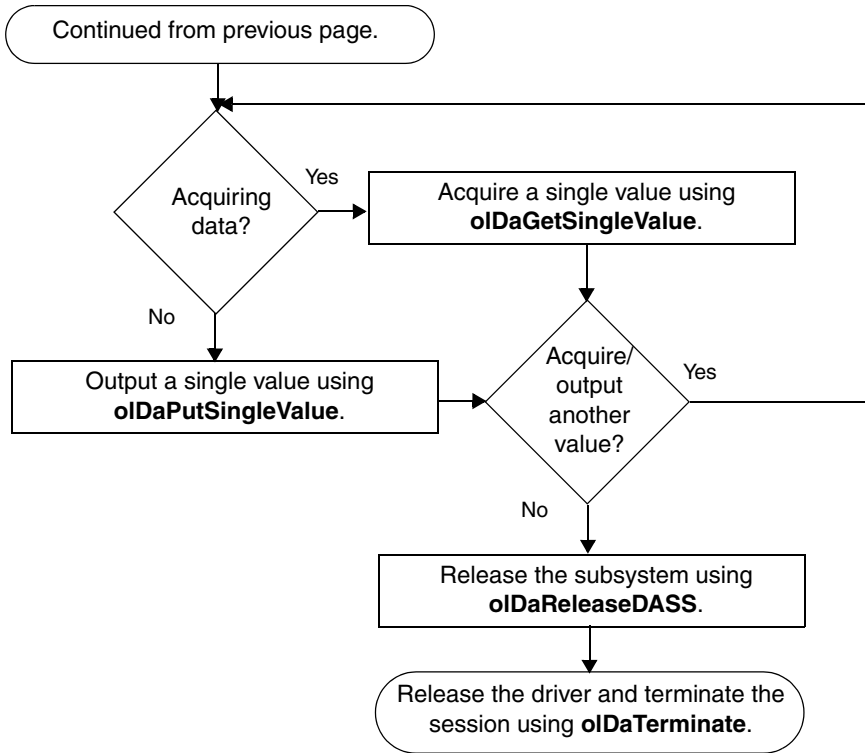 Continued from previous page.
Yes
Acquiring
data?
Acquire a single value using
olDaGetSingleValue.
No
Output a single value using
olDaPutSingleValue.
Acquire/
output
another
value?
Yes
No
Release the subsystem using
olDaReleaseDASS.
Release the driver and terminate the
session using olDaTerminate.